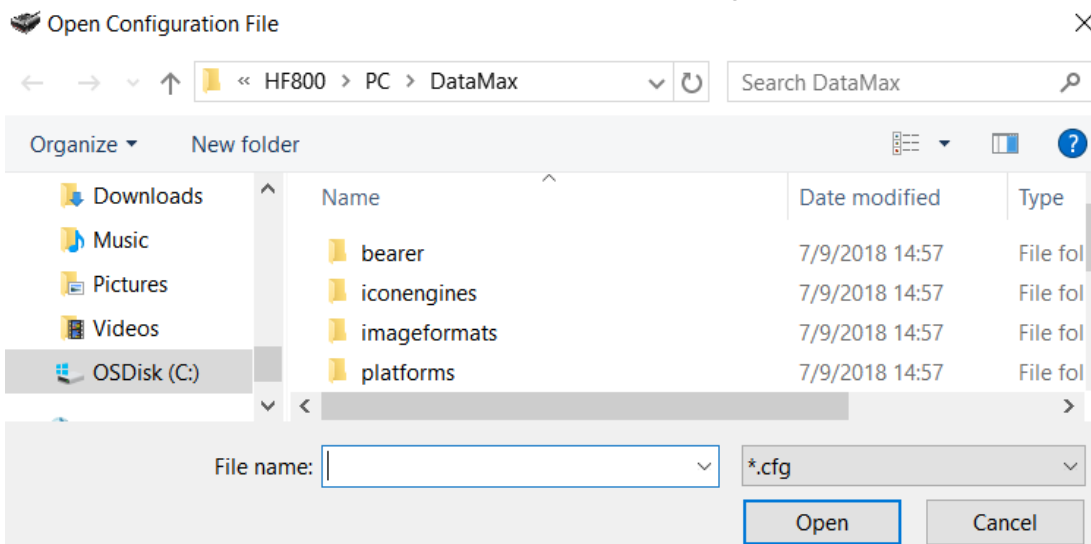 Open Configuration File
« HF800 > PC > DataMax
Search DataMax
Organize
New folder
Downloads
Music
Pictures
Videos
OSDisk (C:)
Name
Date modified
Type
bearer
7/9/2018 14:57
File fol
iconengines
7/9/2018 14:57
File fol
imageformats
7/9/2018 14:57
File fol
platforms
7/9/2018 14:57
File fol
File name:
*.cfg
Open
Cancel